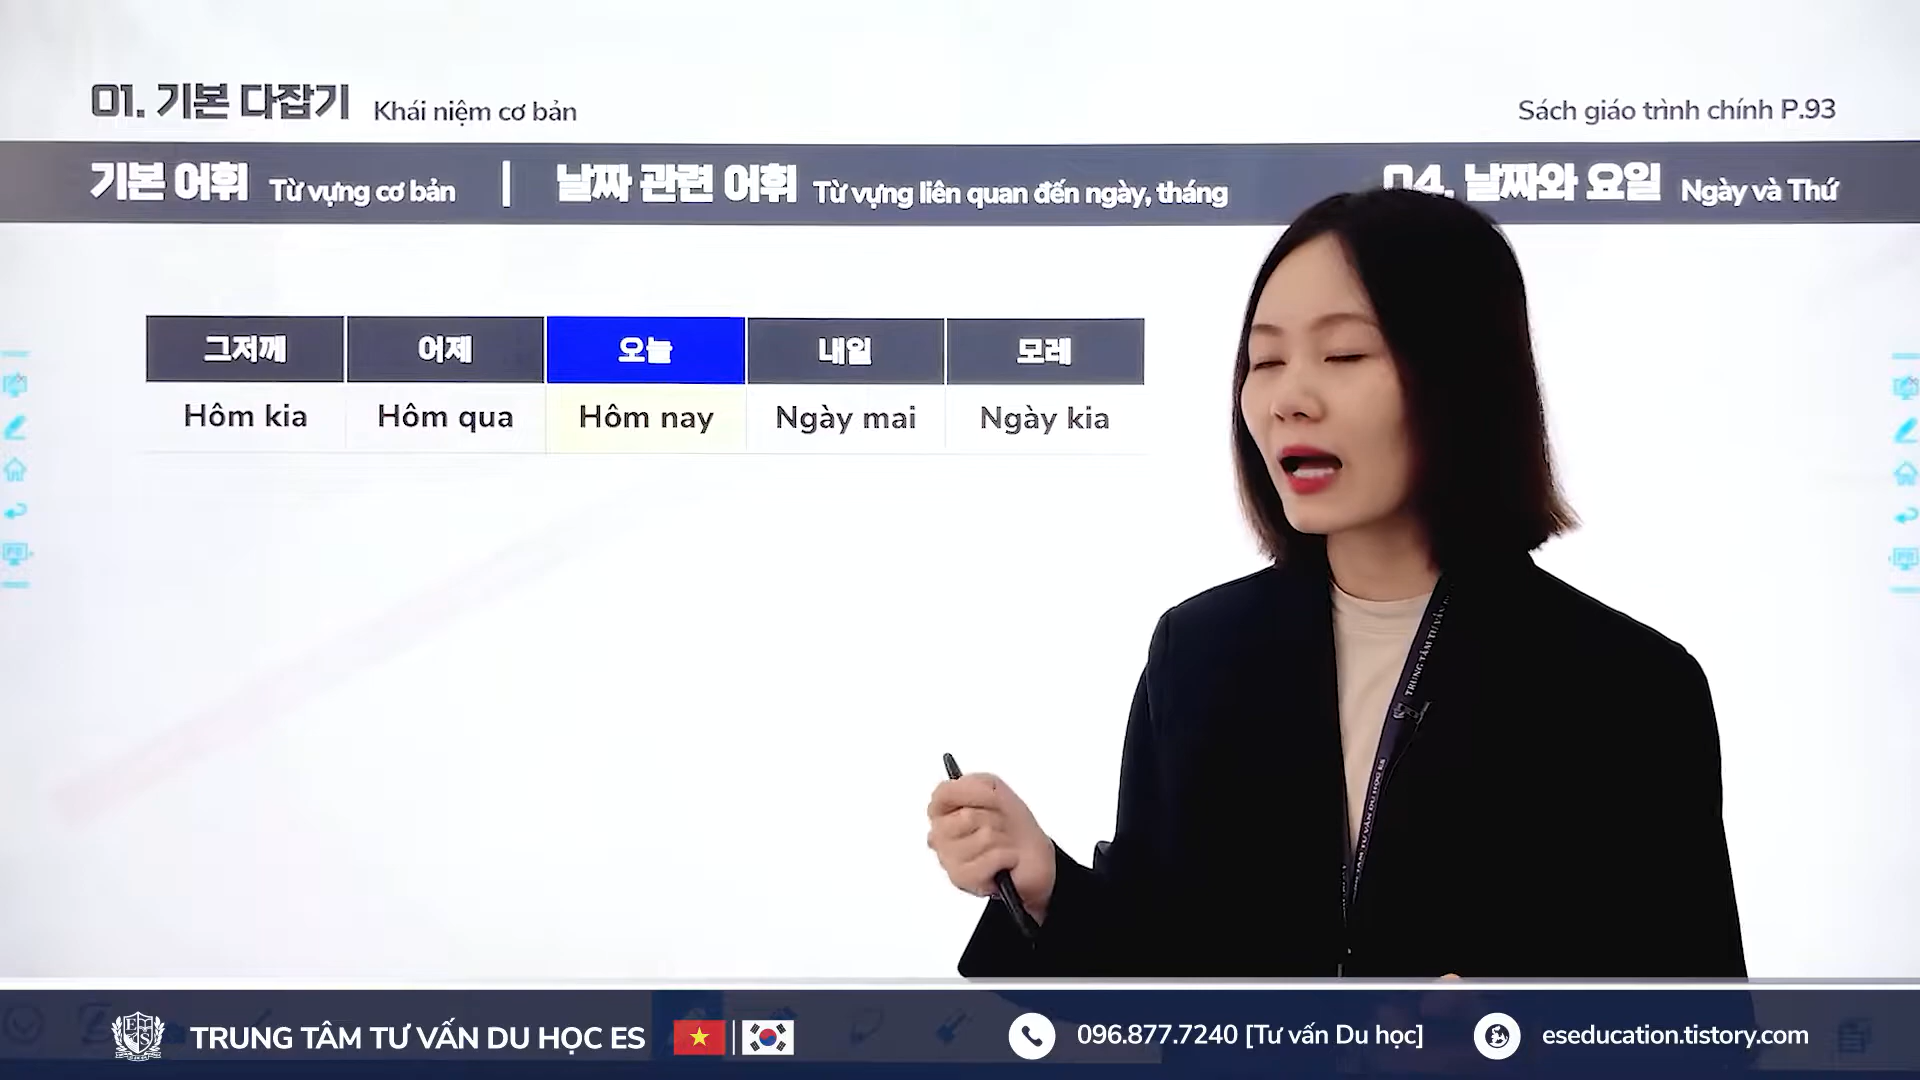 01. 기본 다잡기 Khái niệm cơ bản
Sách giáo trình chính P.93
기본 어휘 Từ vựng cơ bản | 날짜 관련 어휘 Từ vựng liên quan đến ngày, tháng
04. 날짜와 요일 Ngày và Thứ
그저께 어제 오늘 내일 모레
Hôm kia Hôm qua Hôm nay Ngày mai Ngày kia
TRUNG TÂM TƯ VẤN DU HỌC ES
096.877.7240 [Tư vấn Du học]
eseducation.tistory.com